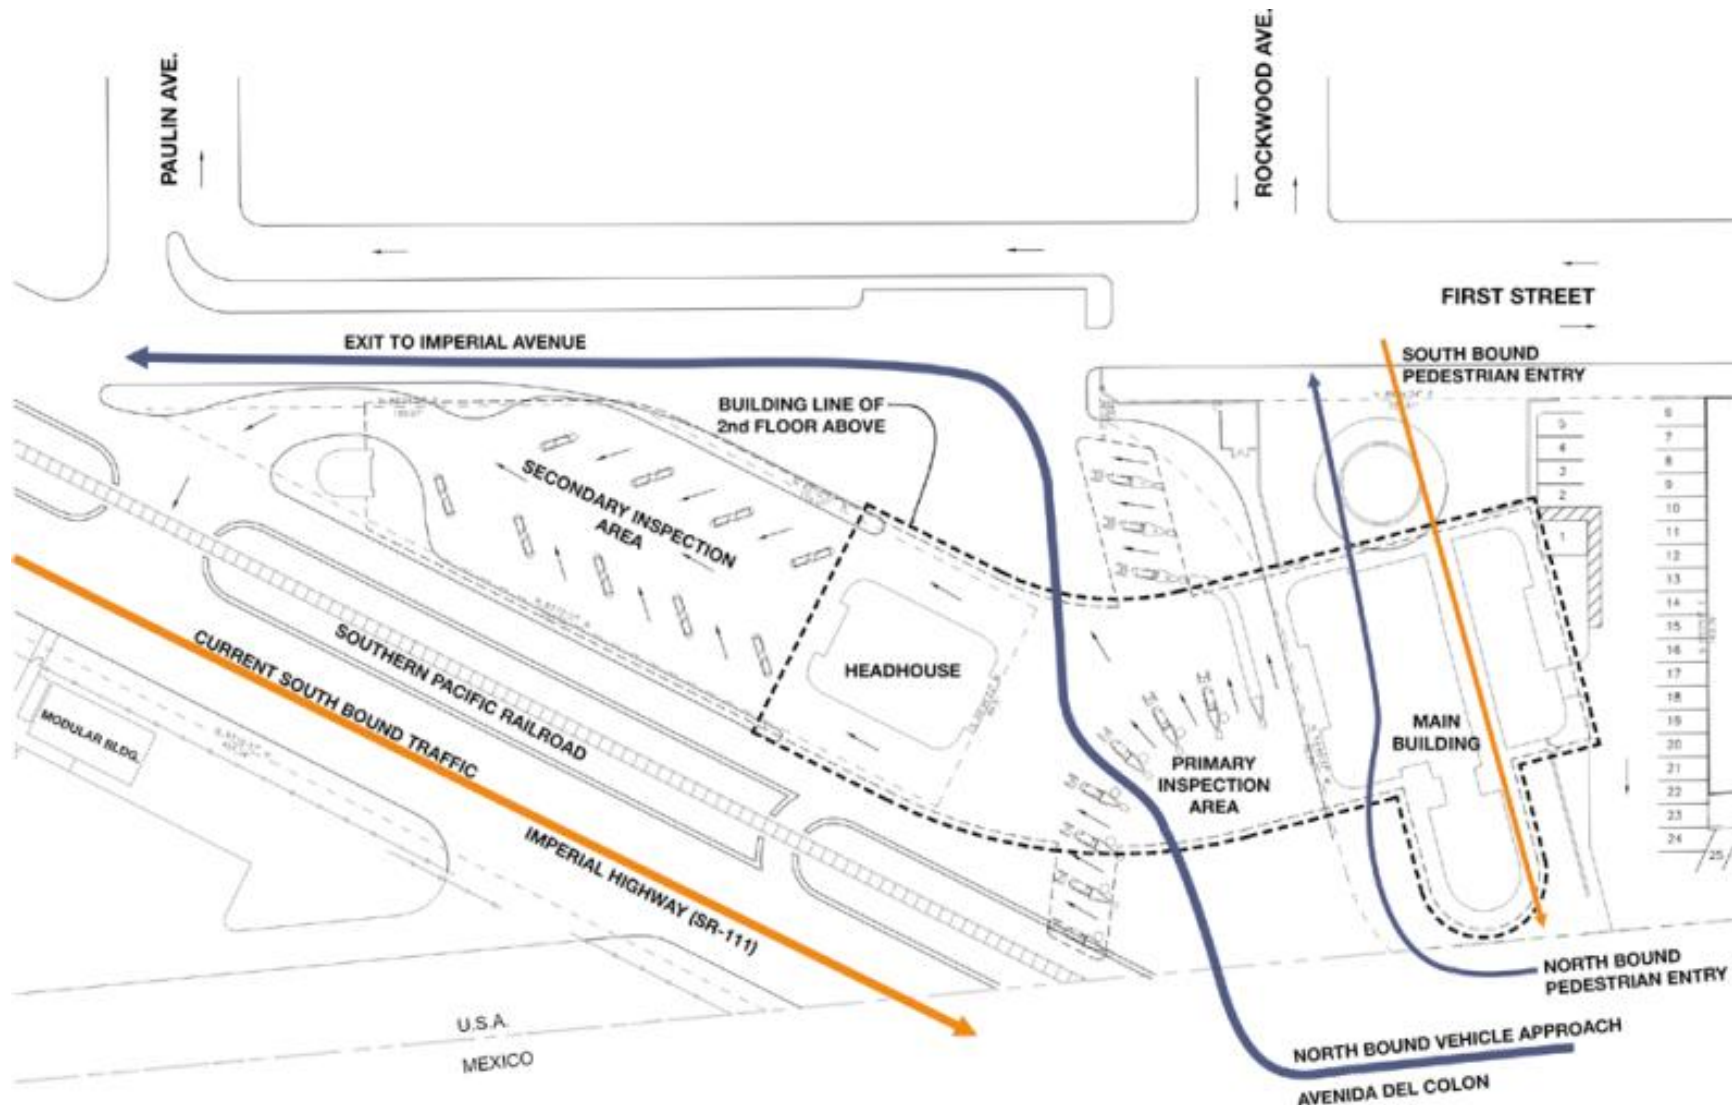 PAULIN AVE.
ROCKWOOD AVE.
FIRST STREET
EXIT TO IMPERIAL AVENUE
SOUTH BOUND
PEDESTRIAN ENTRY
BUILDING LINE OF
2nd FLOOR ABOVE
SECONDARY INSPECTION
AREA
HEADHOUSE
MAIN
BUILDING
PRIMARY
INSPECTION
AREA
SOUTHERN PACIFIC RAILROAD
CURRENT SOUTH BOUND TRAFFIC
IMPERIAL HIGHWAY (SR-111)
MODULAR BLDG.
5
4
3
2
1
6
7
8
9
10
11
12
13
14
15
16
17
18
19
20
21
22
23
24
25
NORTH BOUND
PEDESTRIAN ENTRY
U.S.A.
MEXICO
NORTH BOUND VEHICLE APPROACH
AVENIDA DEL COLON